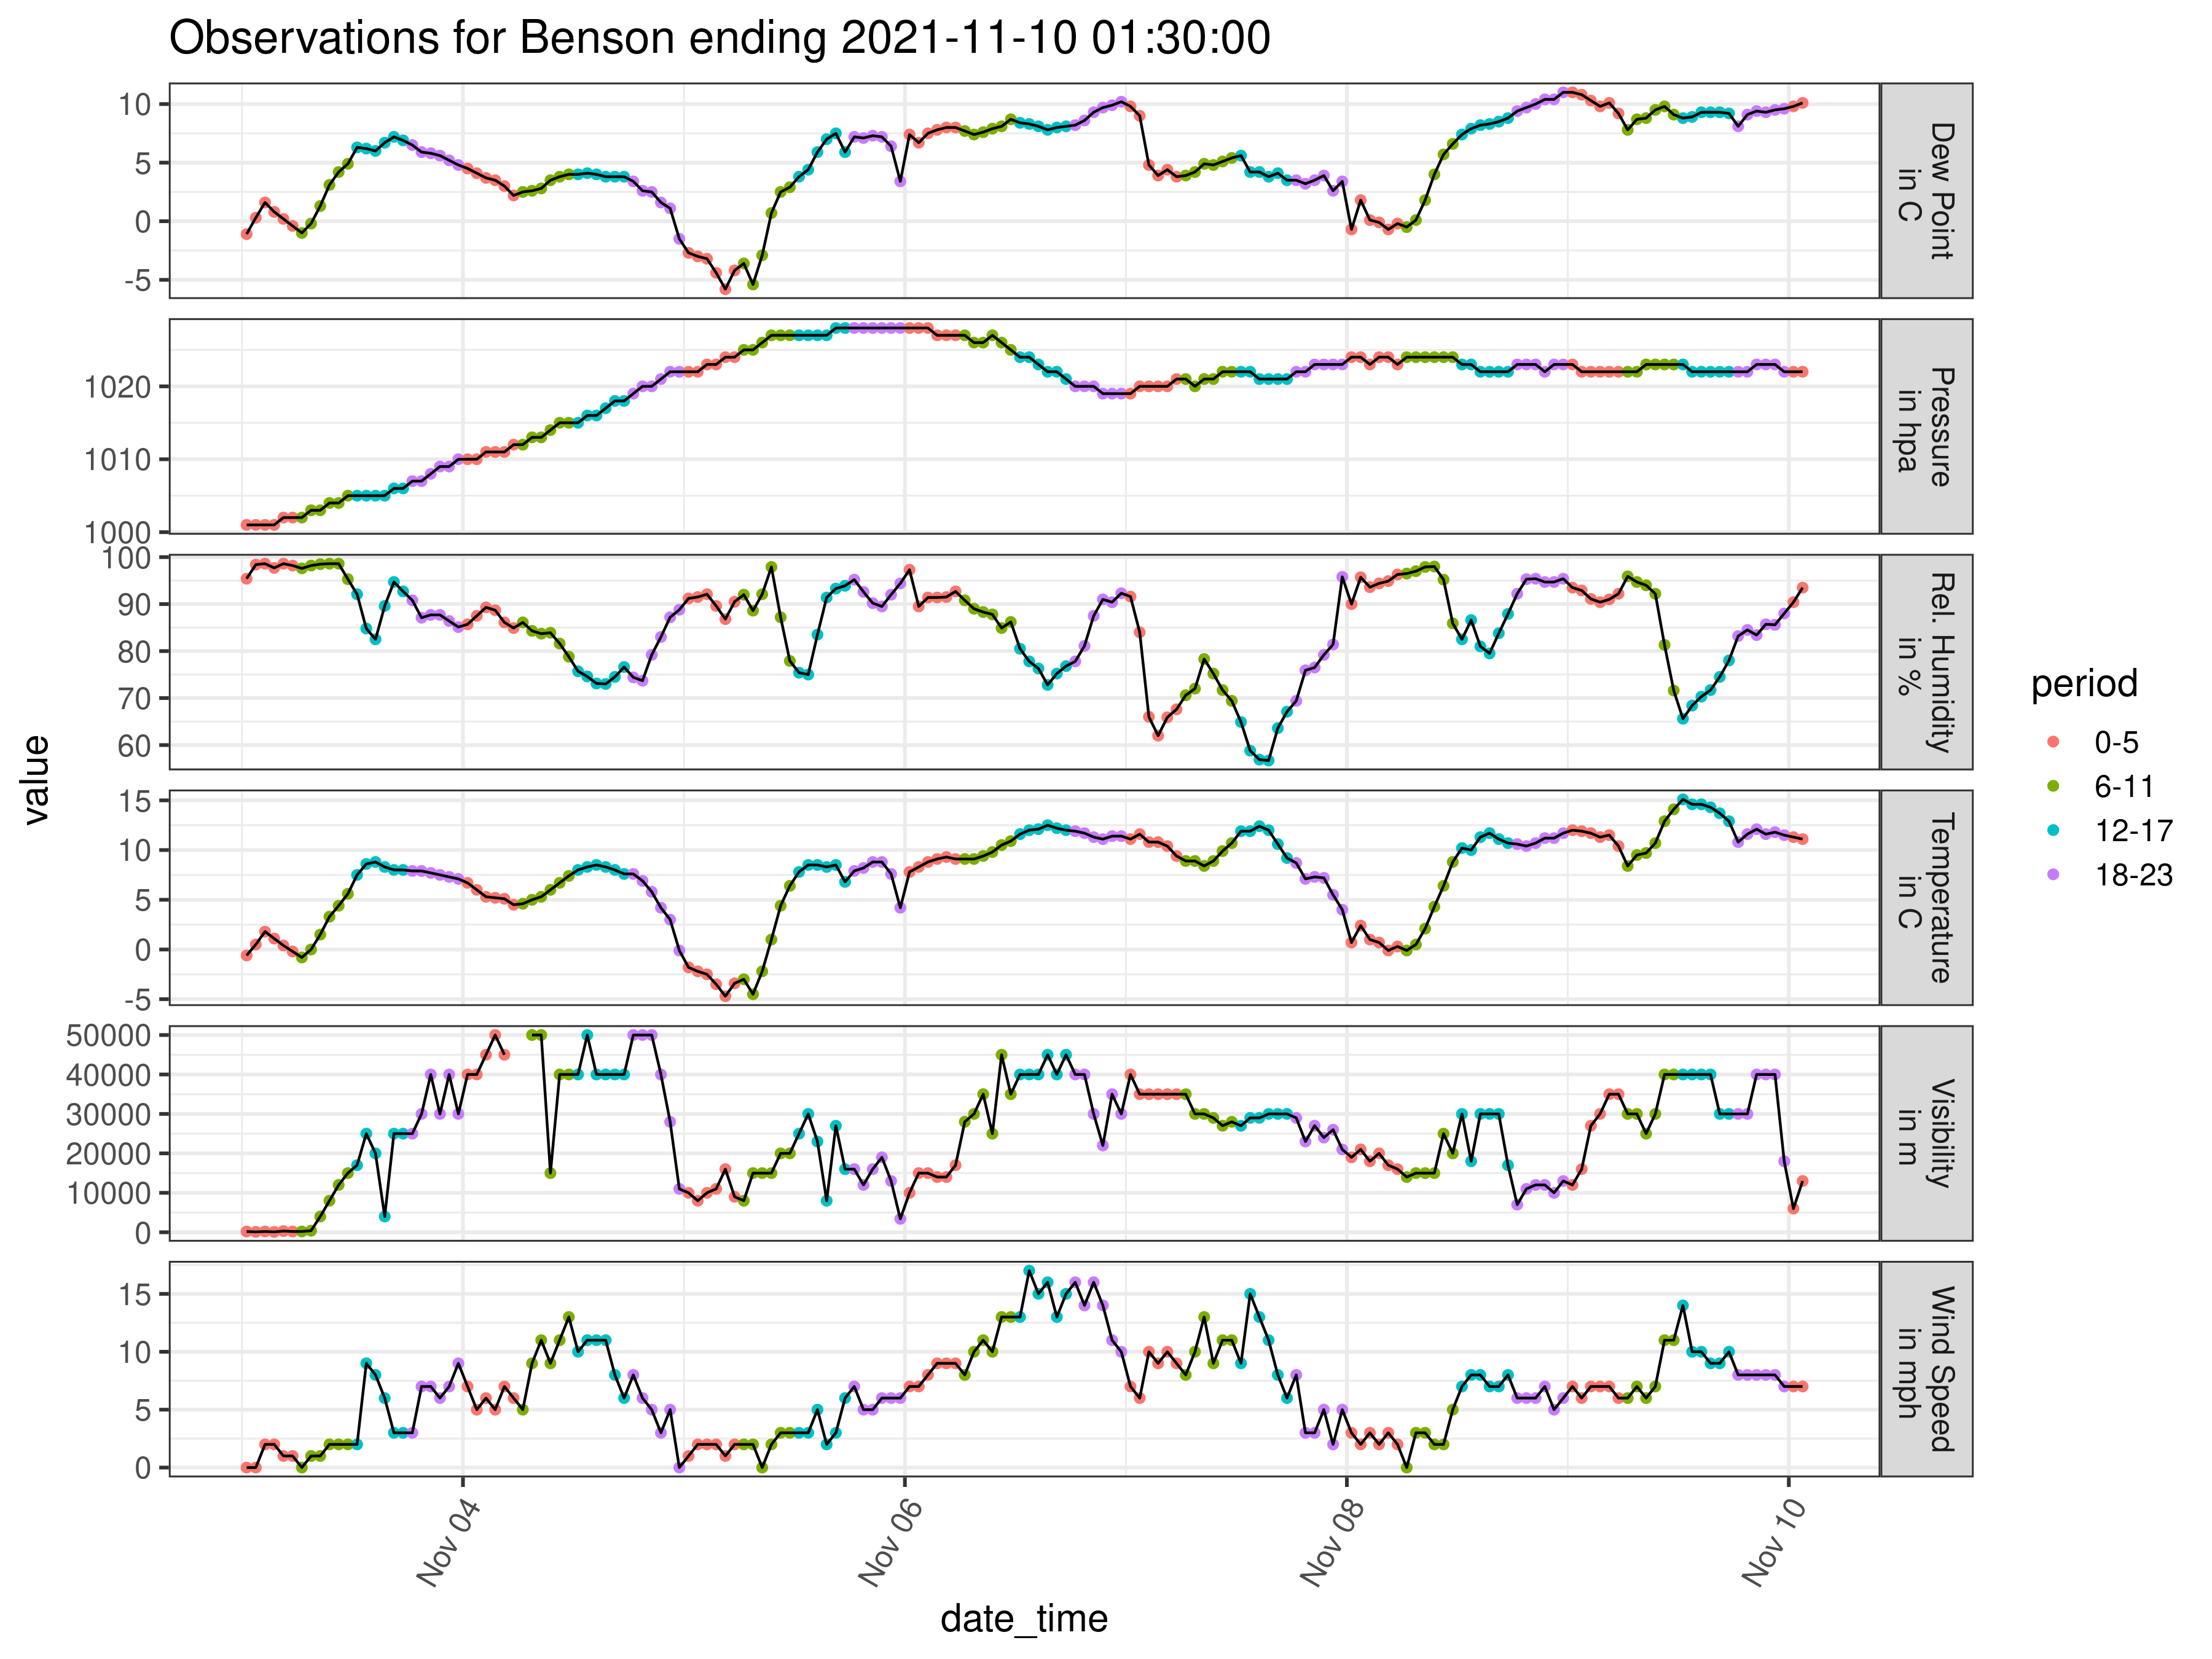 Observations for Benson ending 2021-11-10 01:30:00
value
10
5
0
-5
Dew Point
in C
1020
1010
1000
Pressure
in hpa
100
90
80
70
60
Rel. Humidity
in %
15
10
5
0
-5
Temperature
in C
50000
40000
30000
20000
10000
0
Visibility
in m
15
10
5
0
Wind Speed
in mph
Nov 04
Nov 06
Nov 08
Nov 10
date_time
period
0-5
6-11
12-17
18-23